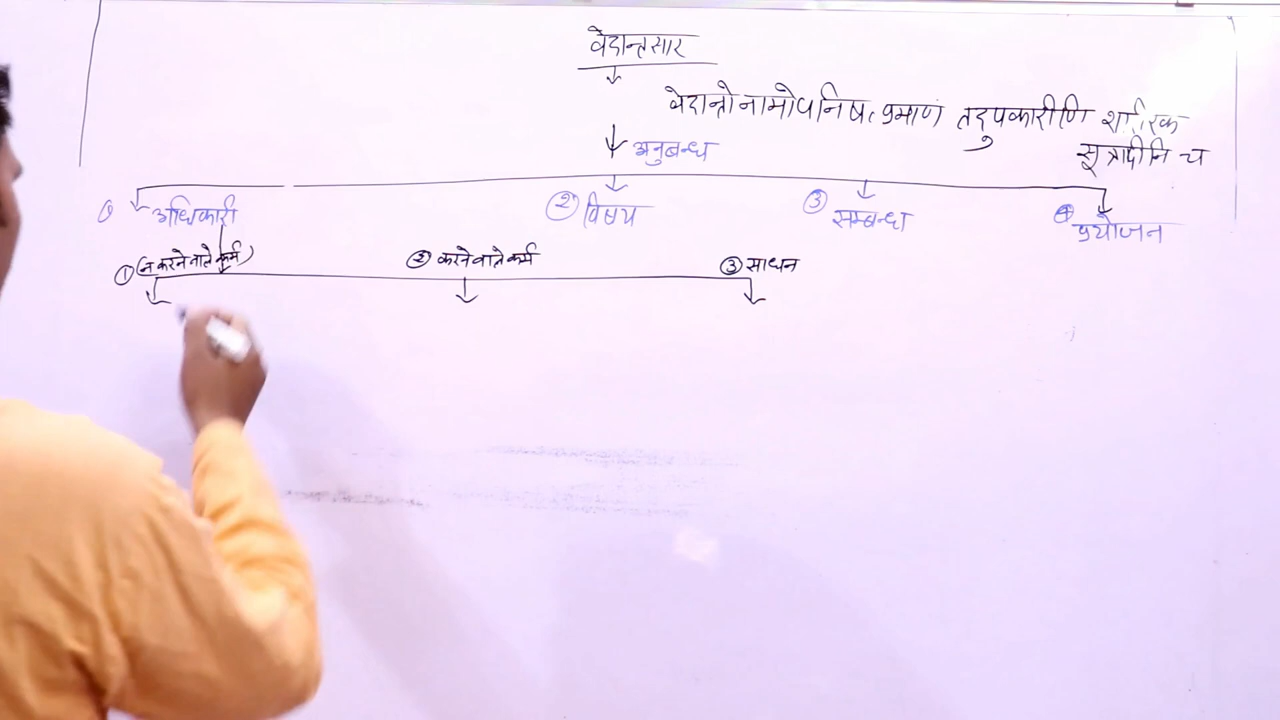 वेदान्तसार
वेदान्तोनामोपनिषत्प्रमाणं तदुपकारीणि शारीरक
सूत्रादीनि च
अनुबन्ध
① अधिकारी ② विषय ③ सम्बन्ध ④ प्रयोजन
① (न करने वाले कर्म) ② करने वाले कर्म ③ साधन